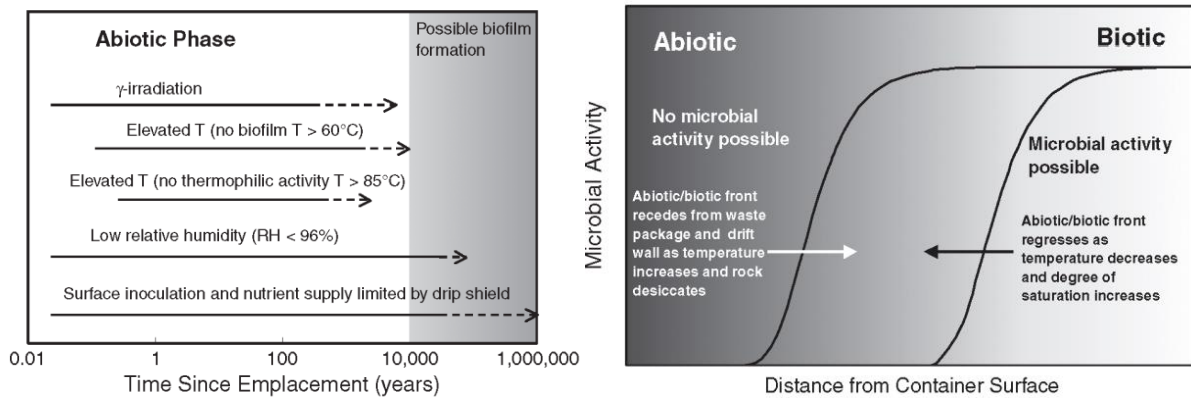 Abiotic Phase
Possible biofilm
formation
γ-irradiation
Elevated T (no biofilm T > 60°C)
Elevated T (no thermophilic activity T > 85°C)
Low relative humidity (RH < 96%)
Surface inoculation and nutrient supply limited by drip shield
0.01 1 100 10,000 1,000,000
Time Since Emplacement (years)
Microbial Activity
Abiotic
Biotic
No microbial
activity possible
Microbial activity
possible
Abiotic/biotic front
recedes from waste
package and drift
wall as temperature
increases and rock
desiccates
Abiotic/biotic front
regresses as
temperature decreases
and degree of
saturation increases
Distance from Container Surface